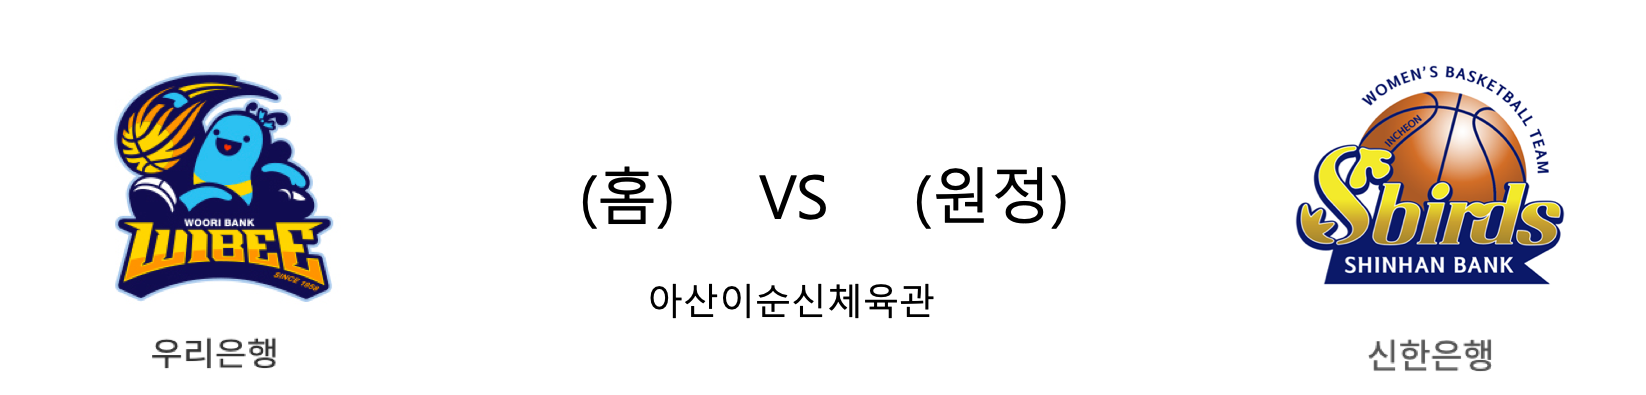 WOORI BANK
WIBEE
SINCE 1958
우리은행
(홈) VS (원정)
아산이순신체육관
WOMEN'S BASKETBALL TEAM
INCHEON
Sbirds
SHINHAN BANK
신한은행